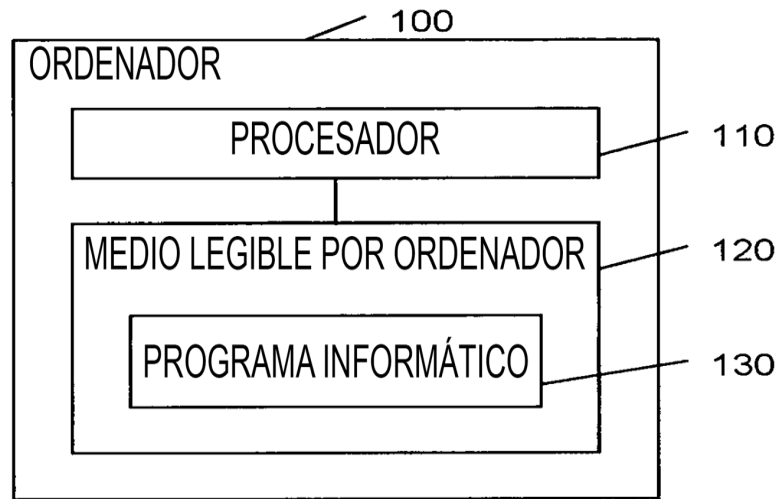 100
ORDENADOR
PROCESADOR
110
MEDIO LEGIBLE POR ORDENADOR
120
PROGRAMA INFORMÁTICO
130